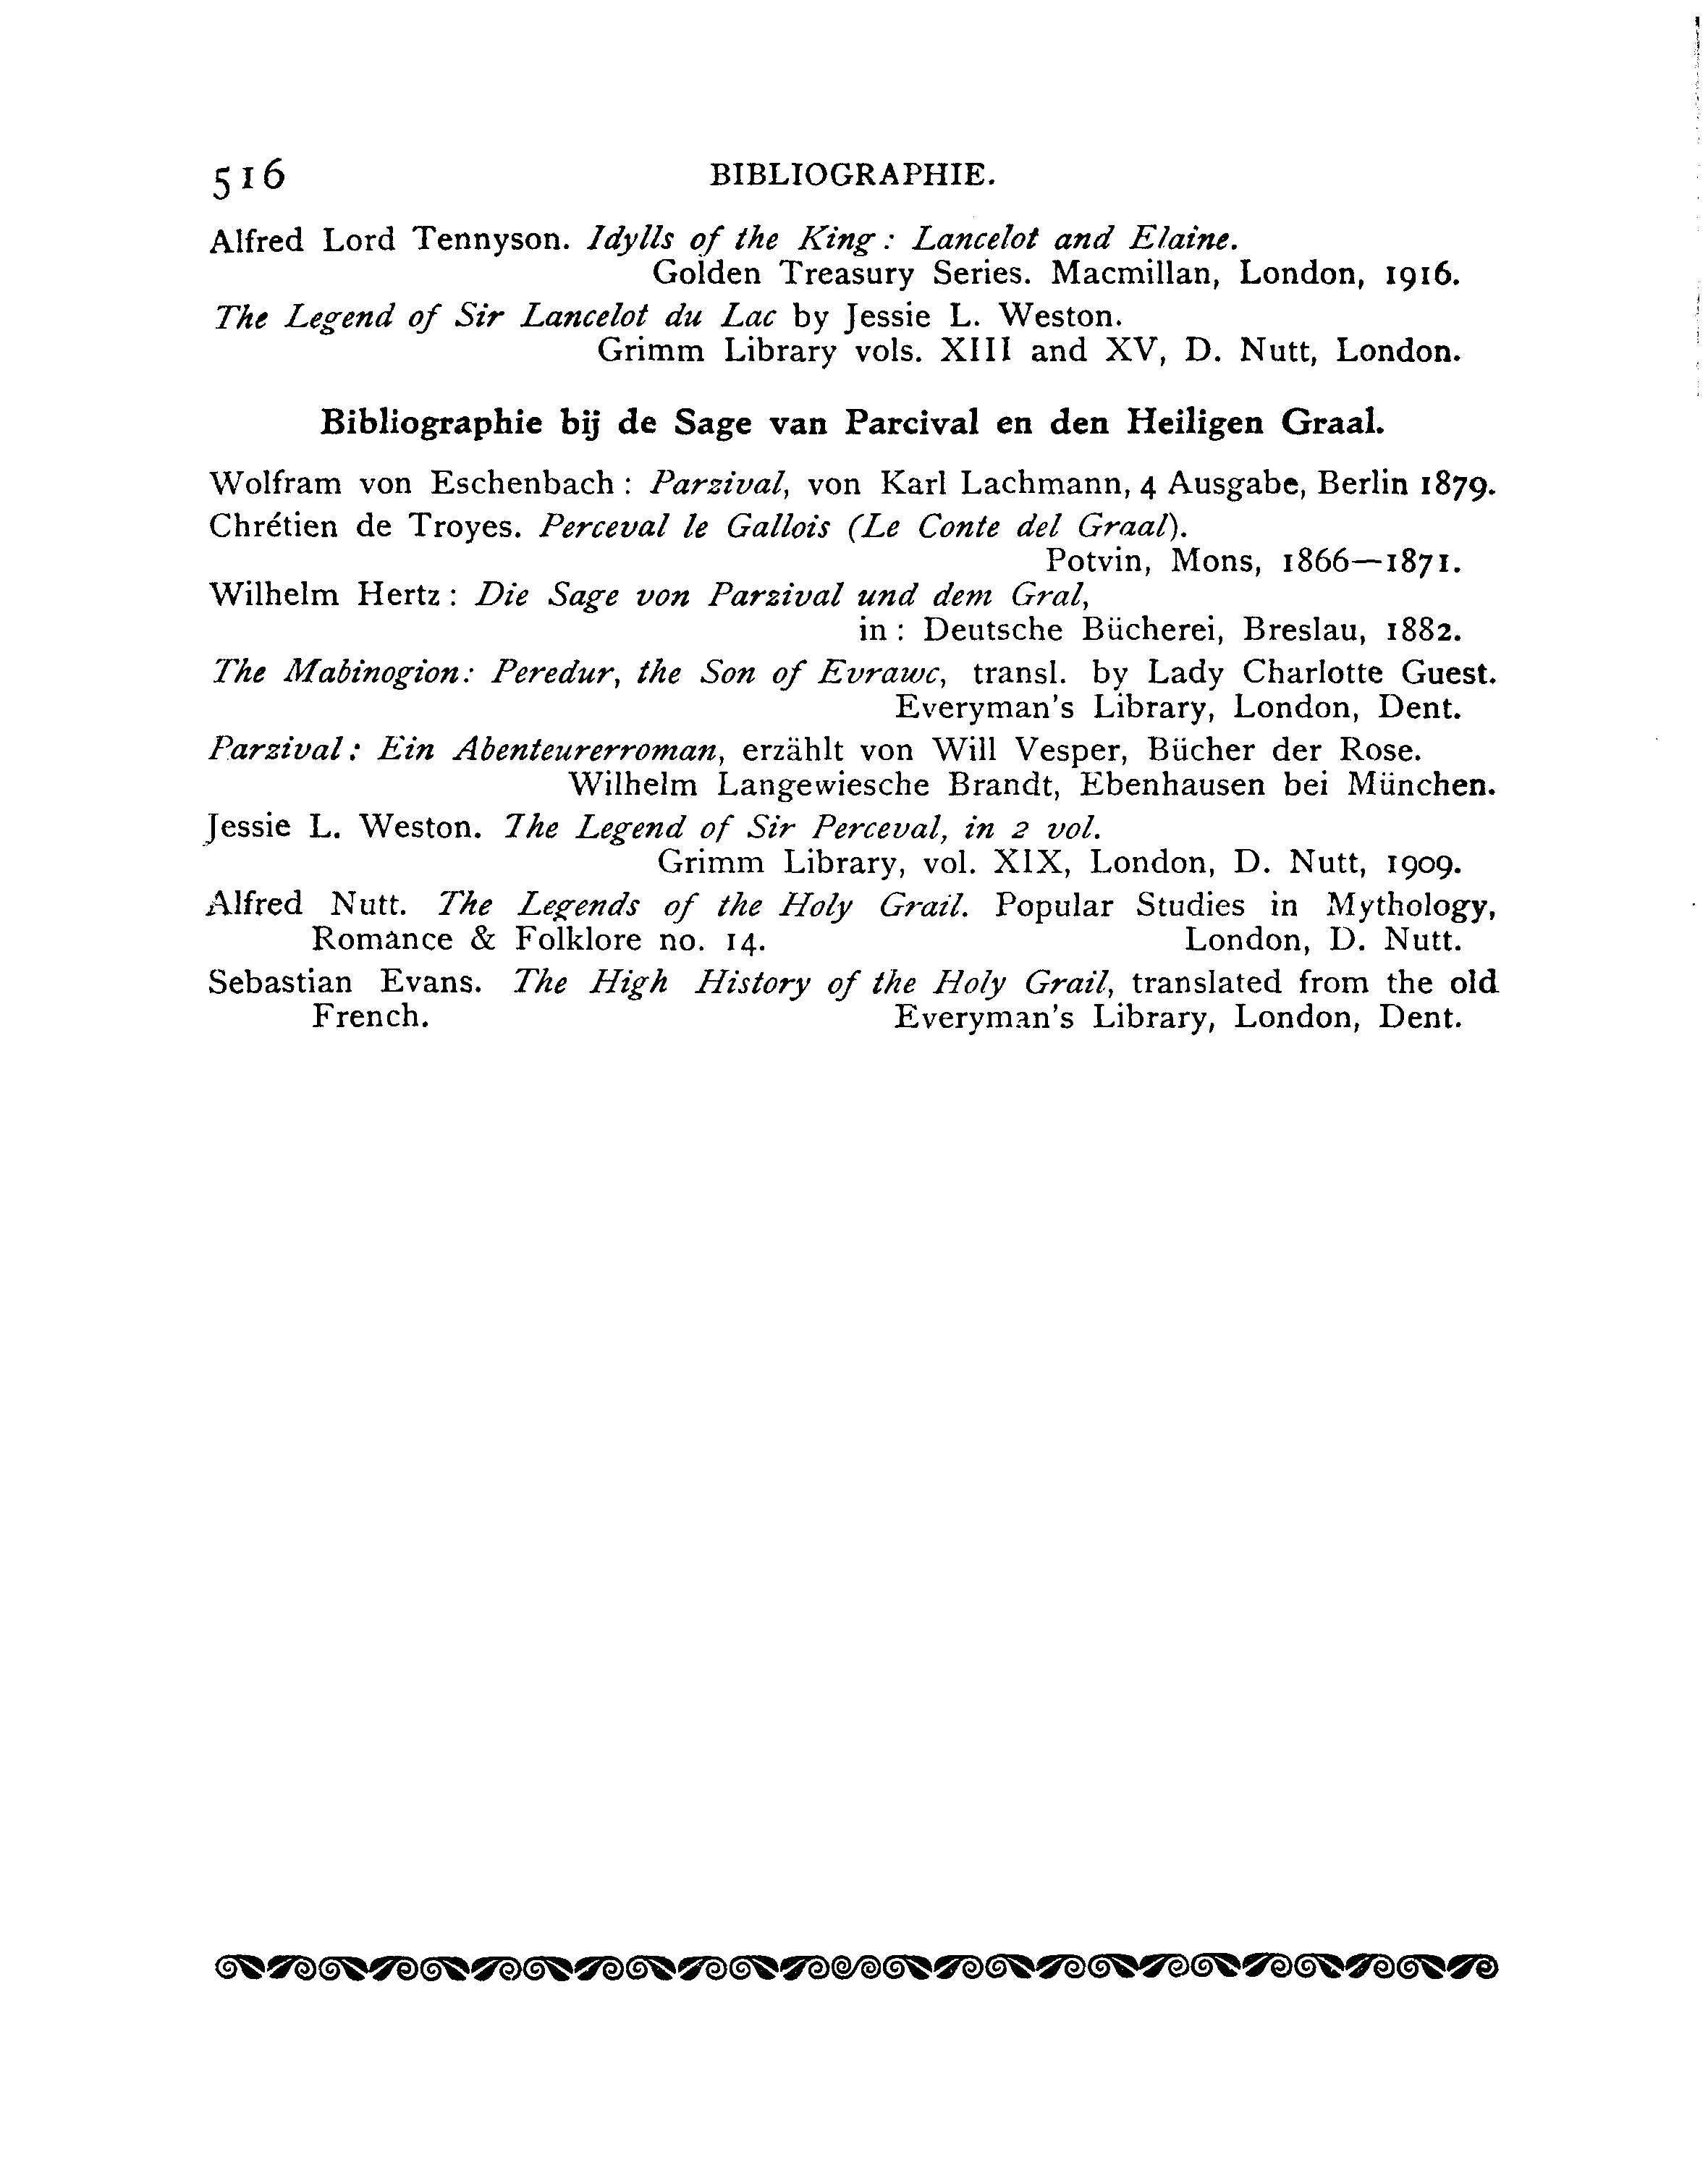 516 BIBLIOGRAPHIE.
Alfred Lord Tennyson. Idylls of the King: Lancelot and Elaine.
Golden Treasury Series. Macmillan, London, 1916.
The Legend of Sir Lancelot du Lac by Jessie L. Weston.
Grimm Library vols. XIII and XV, D. Nutt, London.
Bibliographie bij de Sage van Parcival en den Heiligen Graal.
Wolfram von Eschenbach: Parzival, von Karl Lachmann, 4 Ausgabe, Berlin 1879.
Chrétien de Troyes. Perceval le Gallois (Le Conte del Graal).
Potvin, Mons, 1866—1871.
Wilhelm Hertz: Die Sage von Parzival und dem Gral,
in: Deutsche Bücherei, Breslau, 1882.
The Mabinogion: Peredur, the Son of Evrawc, transl. by Lady Charlotte Guest.
Everyman's Library, London, Dent.
Parzival: Ein Abenteurerroman, erzählt von Will Vesper, Bücher der Rose.
Wilhelm Langewiesche Brandt, Ebenhausen bei München.
Jessie L. Weston. The Legend of Sir Perceval, in 2 vol.
Grimm Library, vol. XIX, London, D. Nutt, 1909.
Alfred Nutt. The Legends of the Holy Grail. Popular Studies in Mythology,
Romance & Folklore no. 14. London, D. Nutt.
Sebastian Evans. The High History of the Holy Grail, translated from the old
French. Everyman's Library, London, Dent.